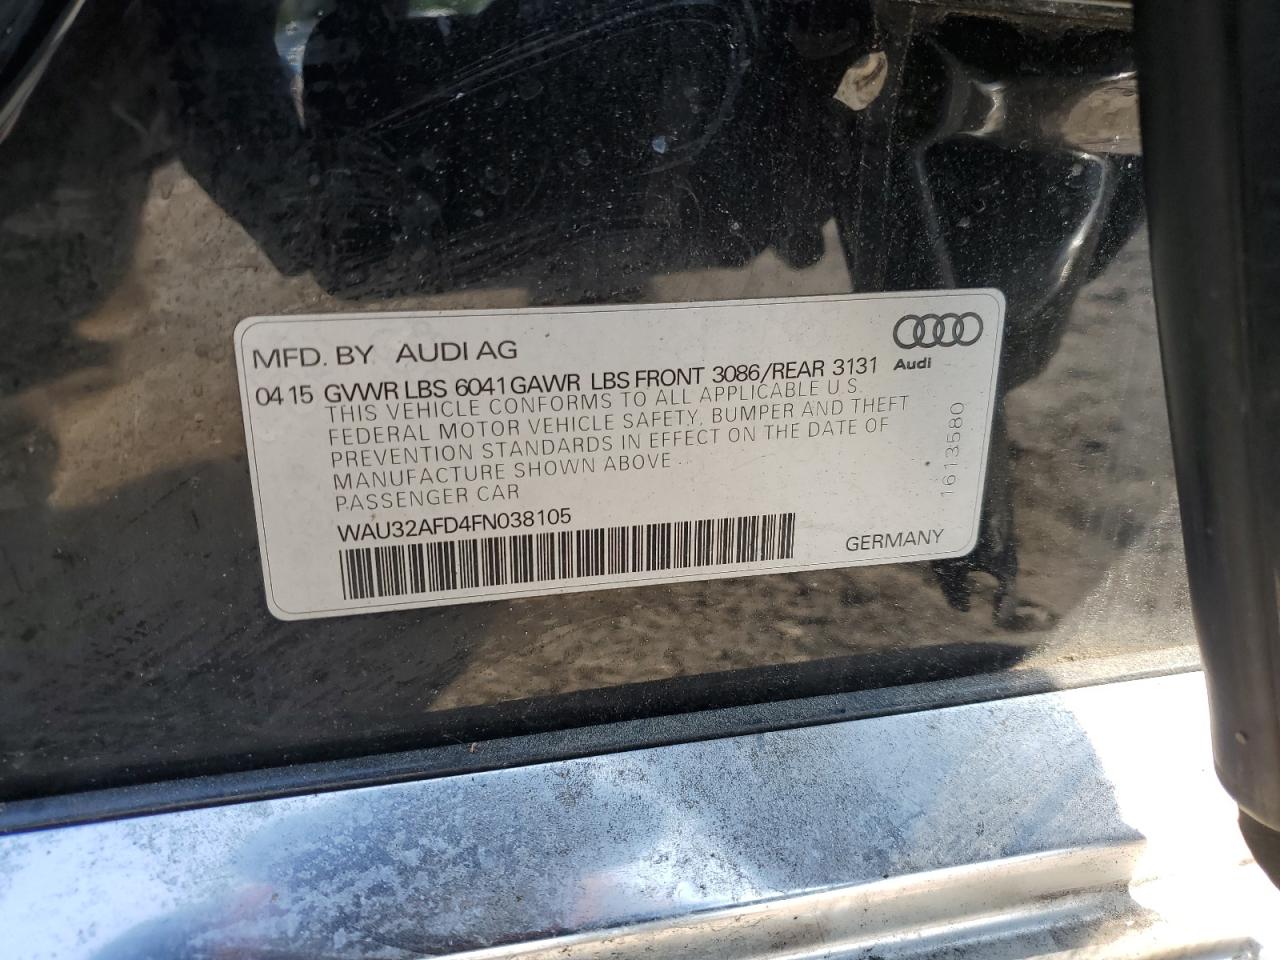 MFD. BY AUDI AG
04 15 GVWR LBS 6041 GAWR LBS FRONT 3086/REAR 3131
Audi
THIS VEHICLE CONFORMS TO ALL APPLICABLE U.S.
FEDERAL MOTOR VEHICLE SAFETY, BUMPER AND THEFT
PREVENTION STANDARDS IN EFFECT ON THE DATE OF
MANUFACTURE SHOWN ABOVE
PASSENGER CAR
WAU32AFD4FN038105
GERMANY
1613580